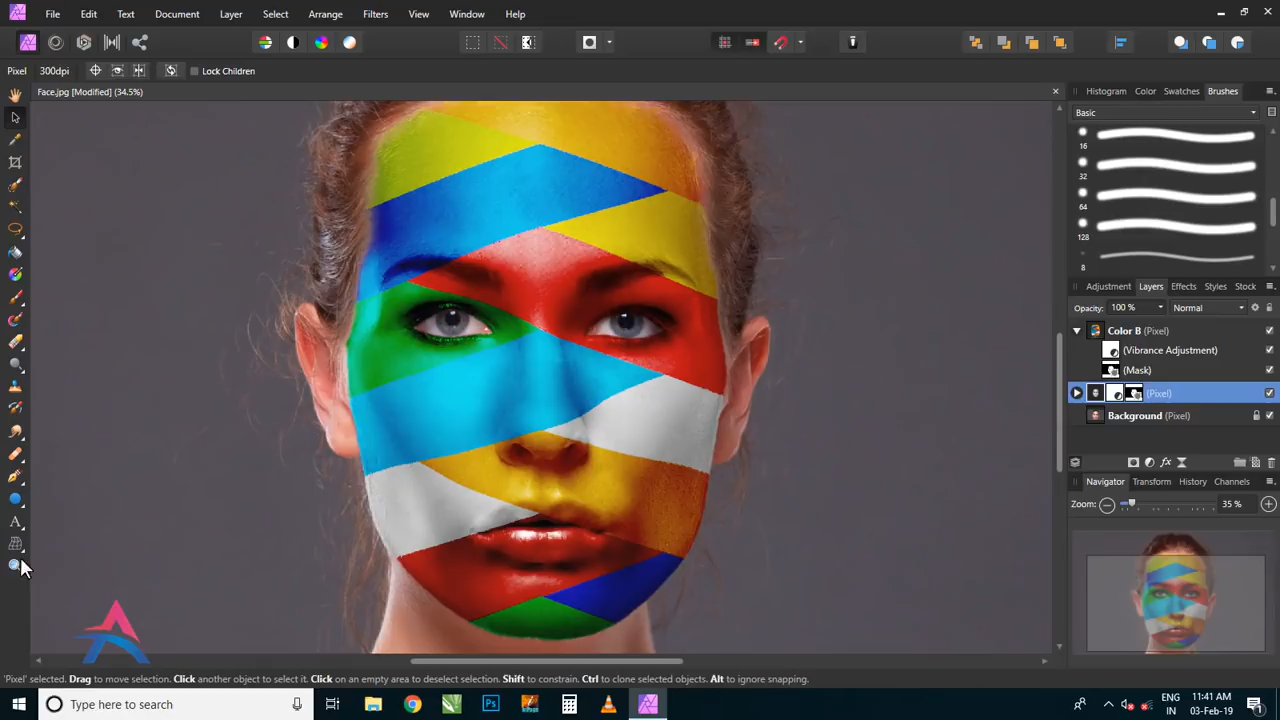 File Edit Text Document Layer Select Arrange Filters View Window Help
Pixel 300dpi Lock Children
Face.jpg [Modified] (34.5%)
Histogram Color Swatches Brushes
Basic
16
32
64
128
8
Adjustment Layers Effects Styles Stock
Opacity: 100 % Normal
Color B (Pixel)
(Vibrance Adjustment)
(Mask)
(Pixel)
Background (Pixel)
Navigator Transform History Channels
Zoom: 35 %
'Pixel' selected. Drag to move selection. Click another object to select it. Click on an empty area to deselect selection. Shift to constrain. Ctrl to clone selected objects. Alt to ignore snapping.
Type here to search
ENG
IN
11:41 AM
03-Feb-19